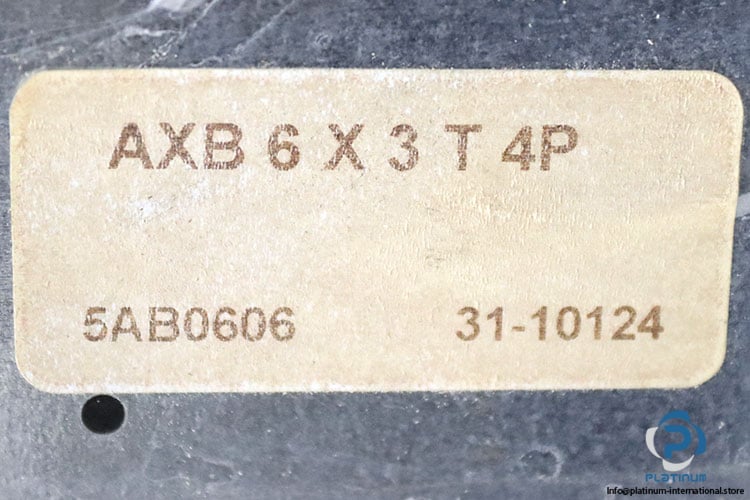 AXB 6 X 3 T 4P
5AB0606 31-10124
PLATINUM
Info@platinum-international.store